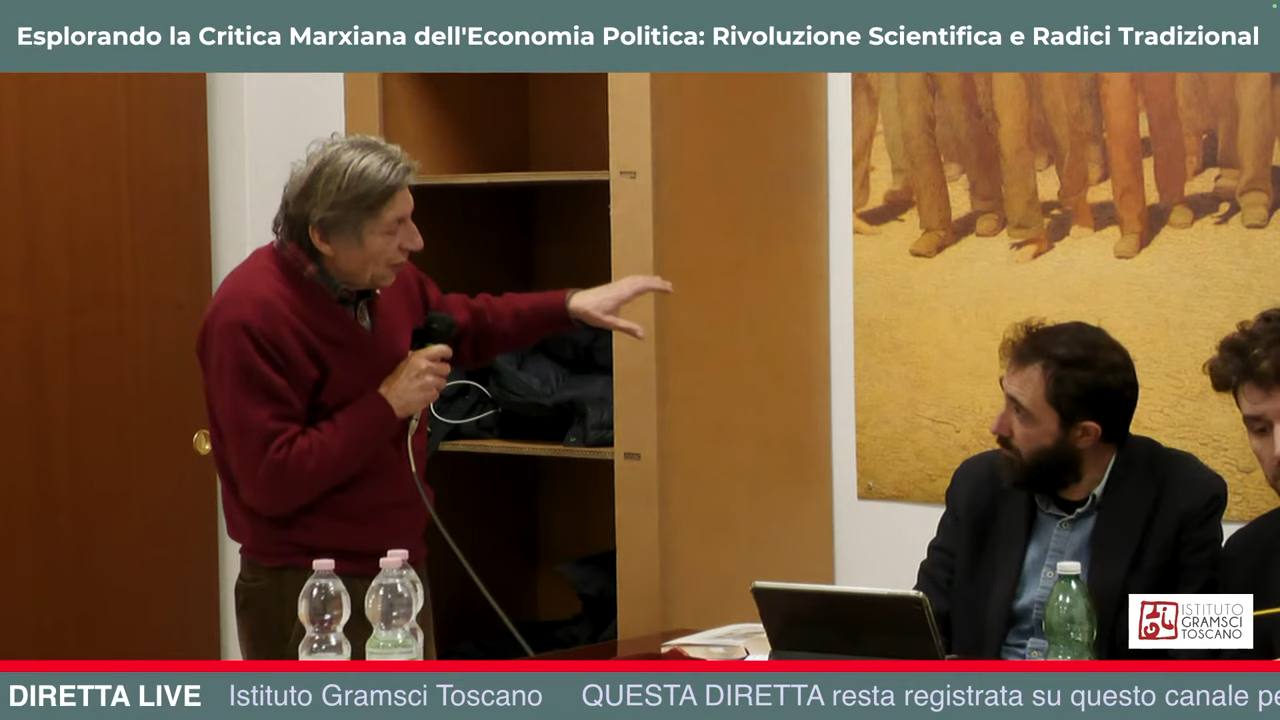 Esplorando la Critica Marxiana dell'Economia Politica: Rivoluzione Scientifica e Radici Tradizional
ISTITUTO
GRAMSCI
TOSCANO
DIRETTA LIVE Istituto Gramsci Toscano QUESTA DIRETTA resta registrata su questo canale pe